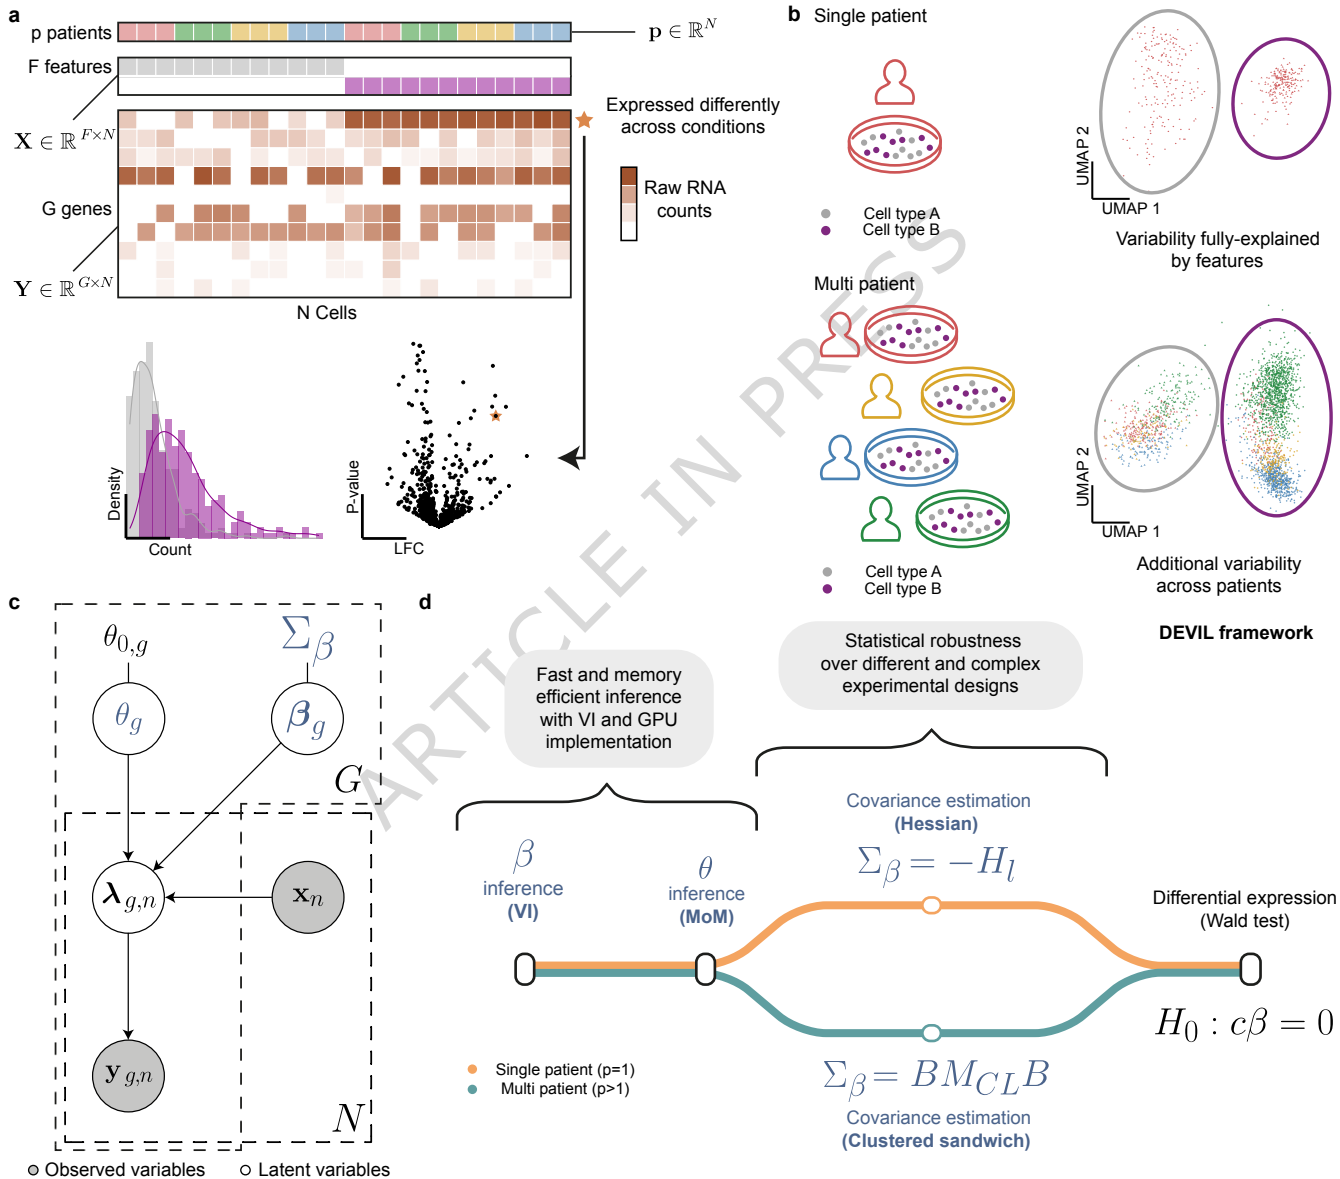 a
p patients
p ∈ ℝ^N
F features
X ∈ ℝ^{F×N}
Expressed differently
across conditions
Raw RNA
counts
G genes
Y ∈ ℝ^{G×N}
N Cells
Density
Count
P-value
LFC
b
Single patient
Cell type A
Cell type B
UMAP 2
UMAP 1
Variability fully-explained
by features
Multi patient
Cell type A
Cell type B
UMAP 2
UMAP 1
Additional variability
across patients
ARTICLE IN PRESS
c
θ_{0,g}
Σ_β
θ_g
β_g
G
λ_{g,n}
x_n
y_{g,n}
N
Observed variables
Latent variables
d
DEVIL framework
Fast and memory
efficient inference
with VI and GPU
implementation
Statistical robustness
over different and complex
experimental designs
β
inference
(VI)
θ
inference
(MoM)
Covariance estimation
(Hessian)
Σ_β = −H_l
Differential expression
(Wald test)
H_0 : cβ = 0
Single patient (p=1)
Multi patient (p>1)
Σ_β = BM_{CL}B
Covariance estimation
(Clustered sandwich)